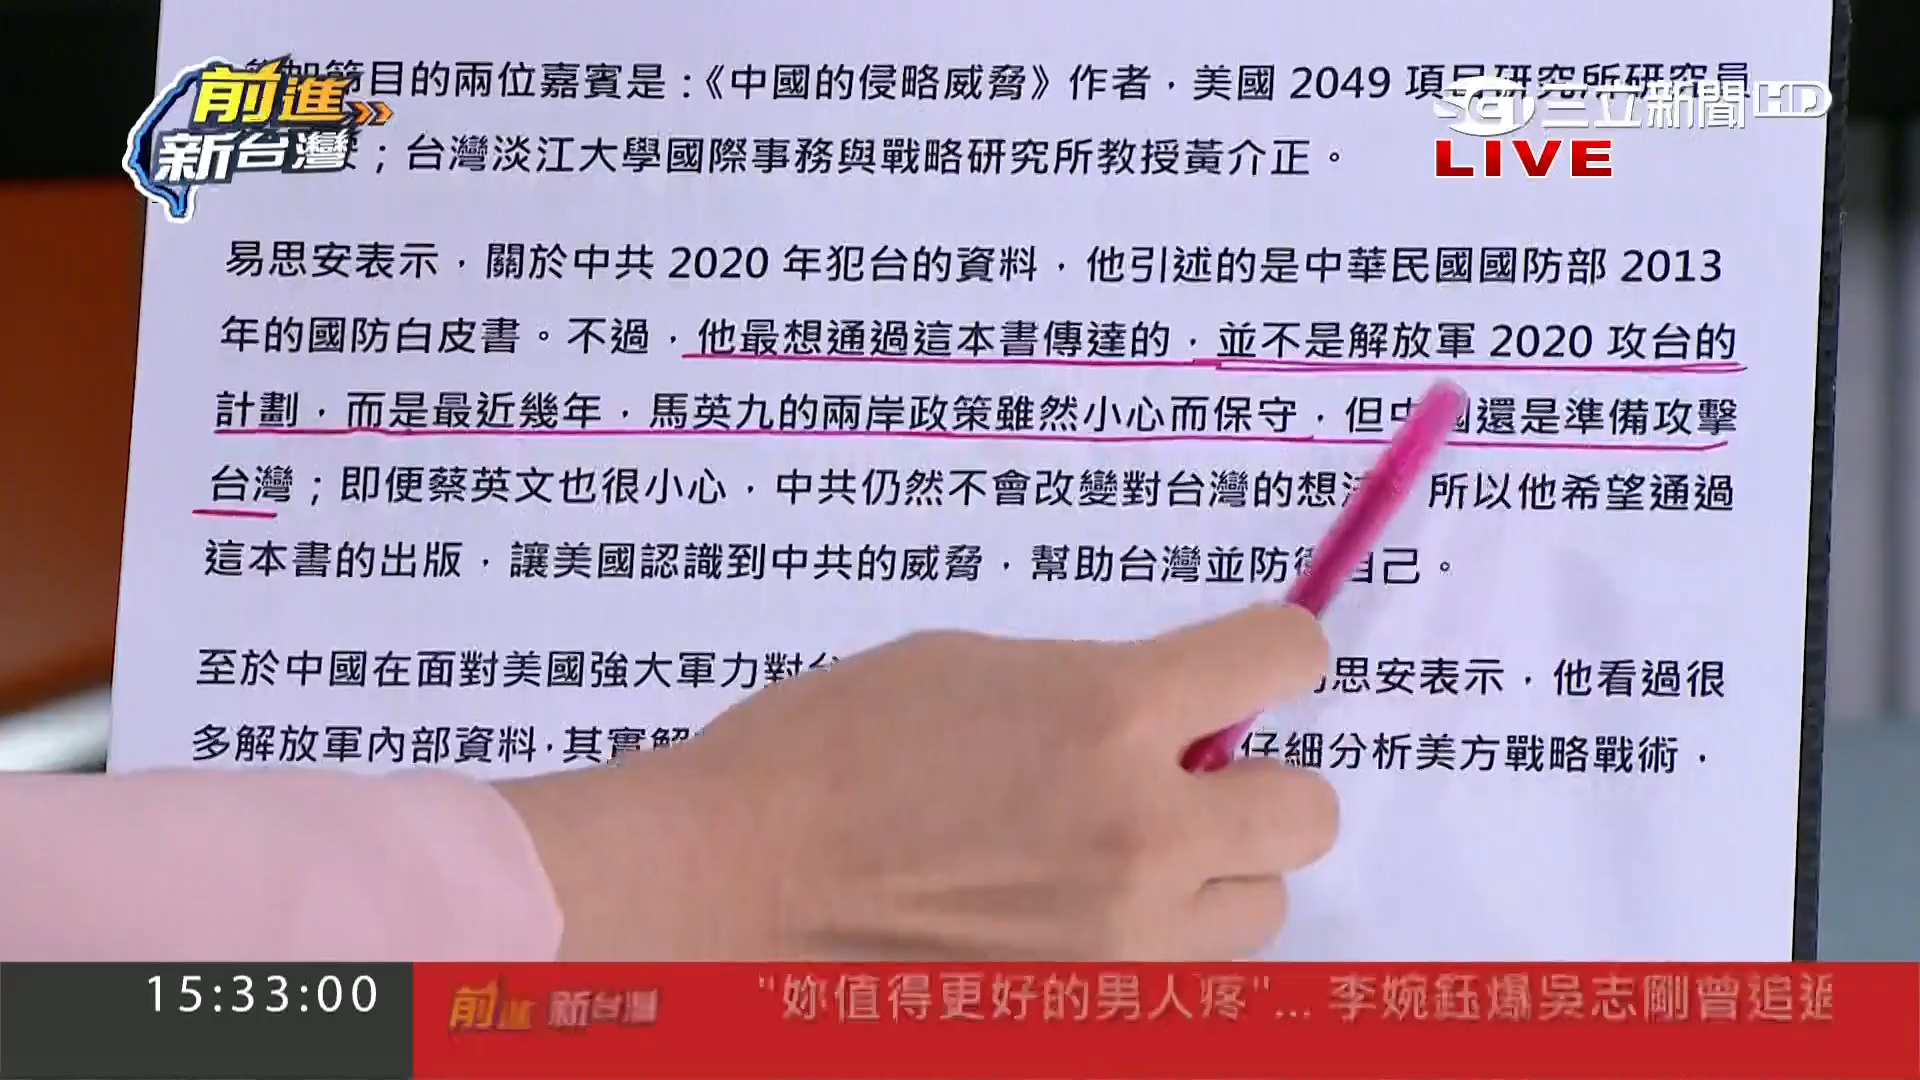 前進
新台灣
節目的兩位嘉賓是：《中國的侵略威脅》作者，美國 2049 項目研究所研究員
；台灣淡江大學國際事務與戰略研究所教授黃介正。
SET 三立新聞 HD
LIVE
易思安表示，關於中共 2020 年犯台的資料，他引述的是中華民國國防部 2013
年的國防白皮書。不過，他最想通過這本書傳達的，並不是解放軍 2020 攻台的
計劃，而是最近幾年，馬英九的兩岸政策雖然小心而保守，但中國還是準備攻擊
台灣；即便蔡英文也很小心，中共仍然不會改變對台灣的想法 所以他希望通過
這本書的出版，讓美國認識到中共的威脅，幫助台灣並防衛自己。
至於中國在面對美國強大軍力對台 思安表示，他看過很
多解放軍內部資料，其實解 仔細分析美方戰略戰術，
15:33:00
前進 新台灣
"妳值得更好的男人疼"... 李婉鈺爆吳志剛曾追過